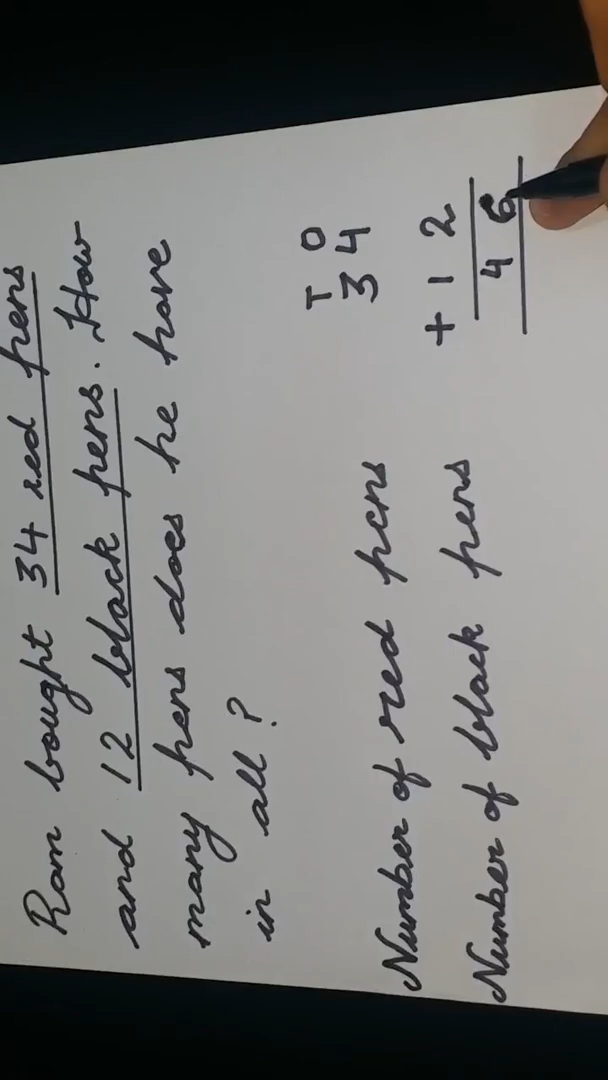 Ram bought 34 red pens
and 12 black pens. How
many pens does he have
in all?
T O
Number of red pens 3 4
Number of black pens + 1 2
4 6